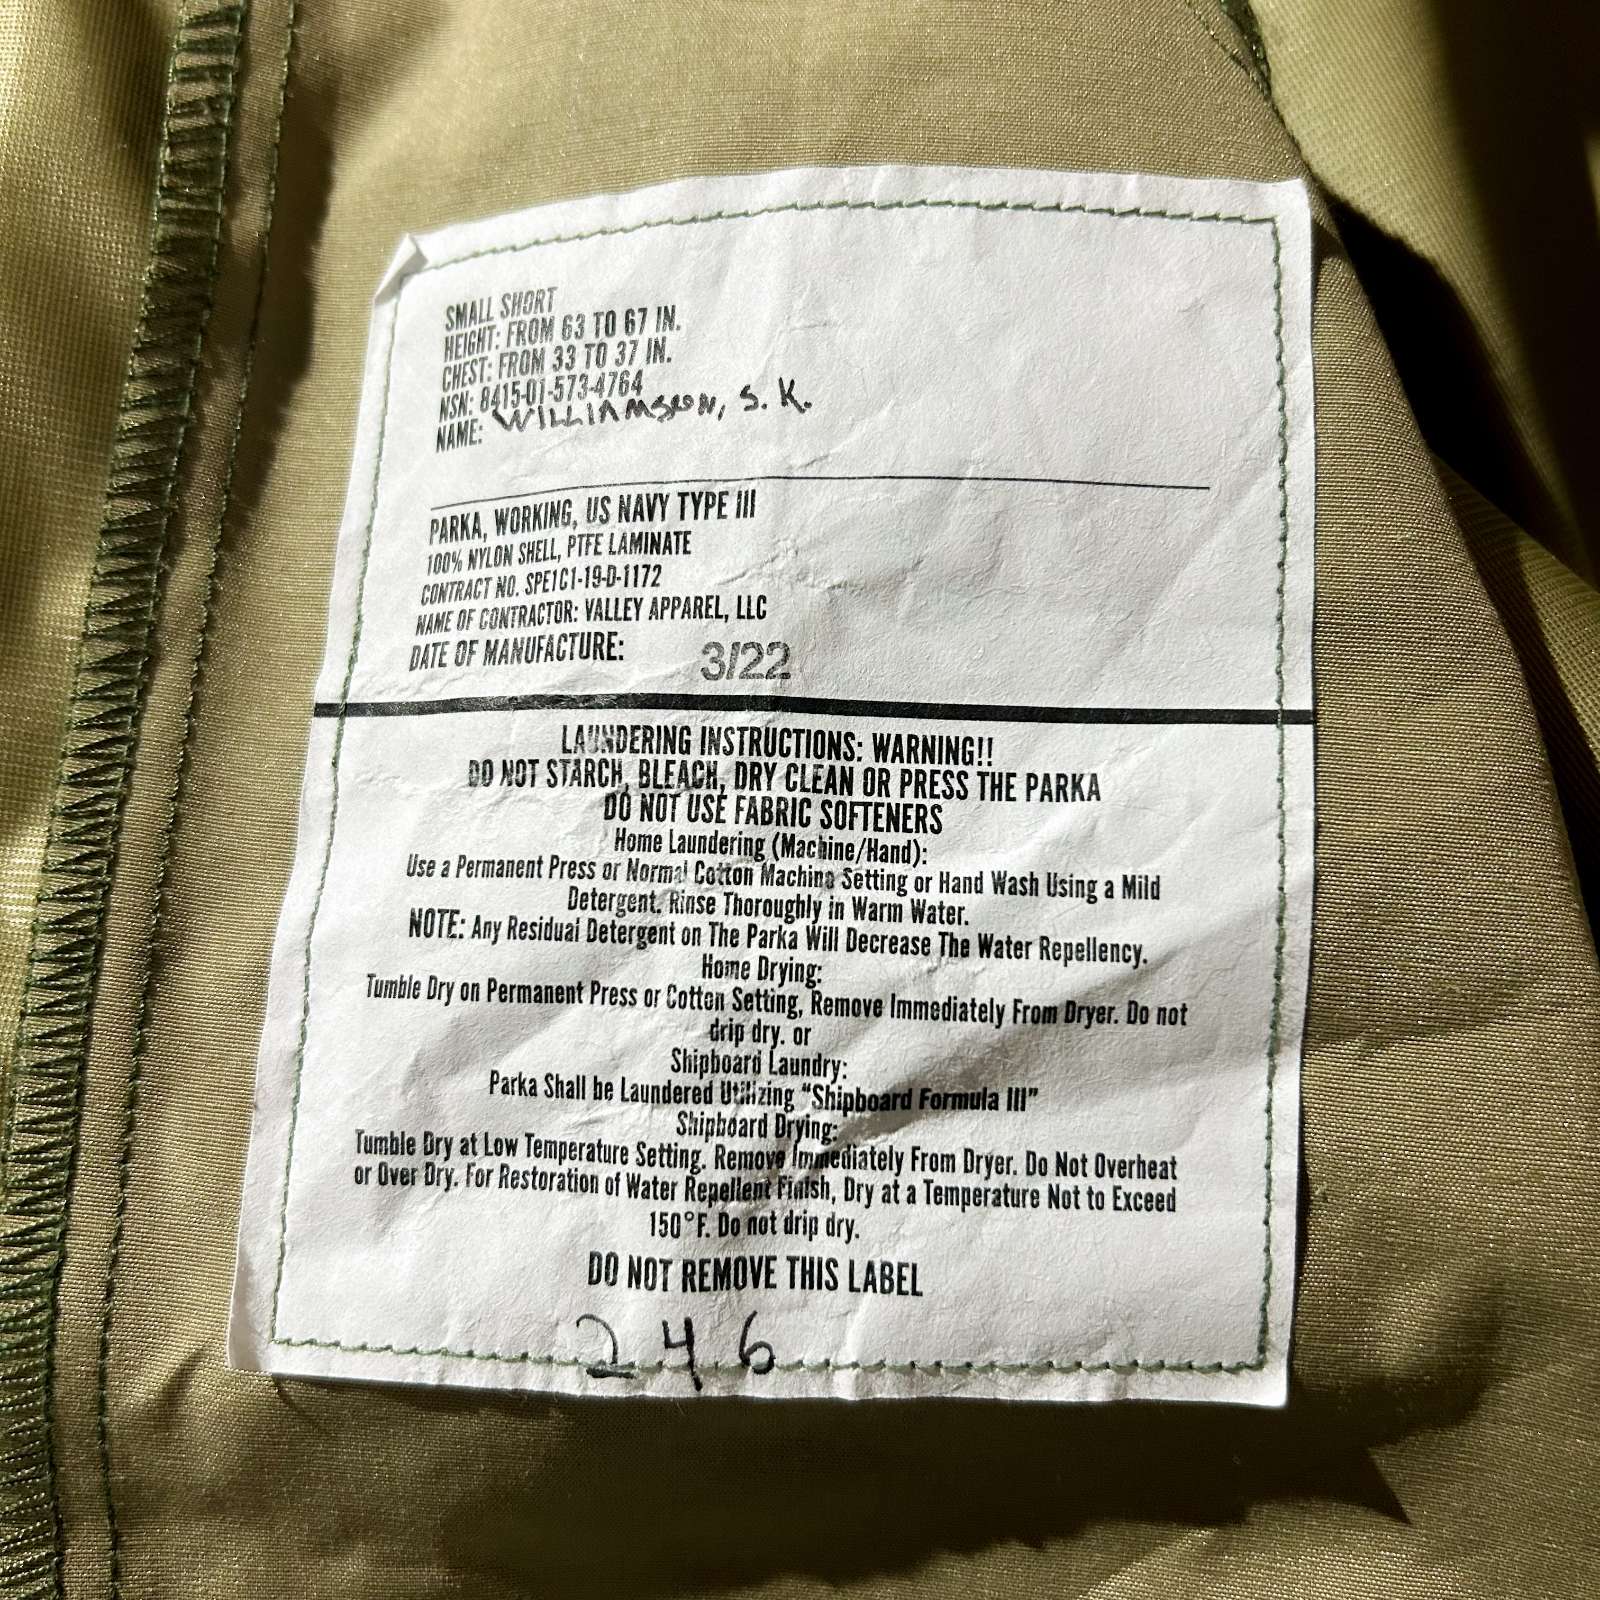 SMALL SHORT
HEIGHT: FROM 63 TO 67 IN.
CHEST: FROM 33 TO 37 IN.
NSN: 8415-01-573-4764
NAME: WILLIAMSON, S. K.
PARKA, WORKING, US NAVY TYPE III
100% NYLON SHELL, PTFE LAMINATE
CONTRACT NO. SPE1C1-19-D-1172
NAME OF CONTRACTOR: VALLEY APPAREL, LLC
DATE OF MANUFACTURE: 3/22
LAUNDERING INSTRUCTIONS: WARNING!!
DO NOT STARCH, BLEACH, DRY CLEAN OR PRESS THE PARKA
DO NOT USE FABRIC SOFTENERS
Home Laundering (Machine/Hand):
Use a Permanent Press or Normal Cotton Machine Setting or Hand Wash Using a Mild
Detergent. Rinse Thoroughly in Warm Water.
NOTE: Any Residual Detergent on The Parka Will Decrease The Water Repellency.
Home Drying:
Tumble Dry on Permanent Press or Cotton Setting, Remove Immediately From Dryer. Do not
drip dry. or
Shipboard Laundry:
Parka Shall be Laundered Utilizing “Shipboard Formula III”
Shipboard Drying:
Tumble Dry at Low Temperature Setting. Remove Immediately From Dryer. Do Not Overheat
or Over Dry. For Restoration of Water Repellent Finish, Dry at a Temperature Not to Exceed
150°F. Do not drip dry.
DO NOT REMOVE THIS LABEL
246